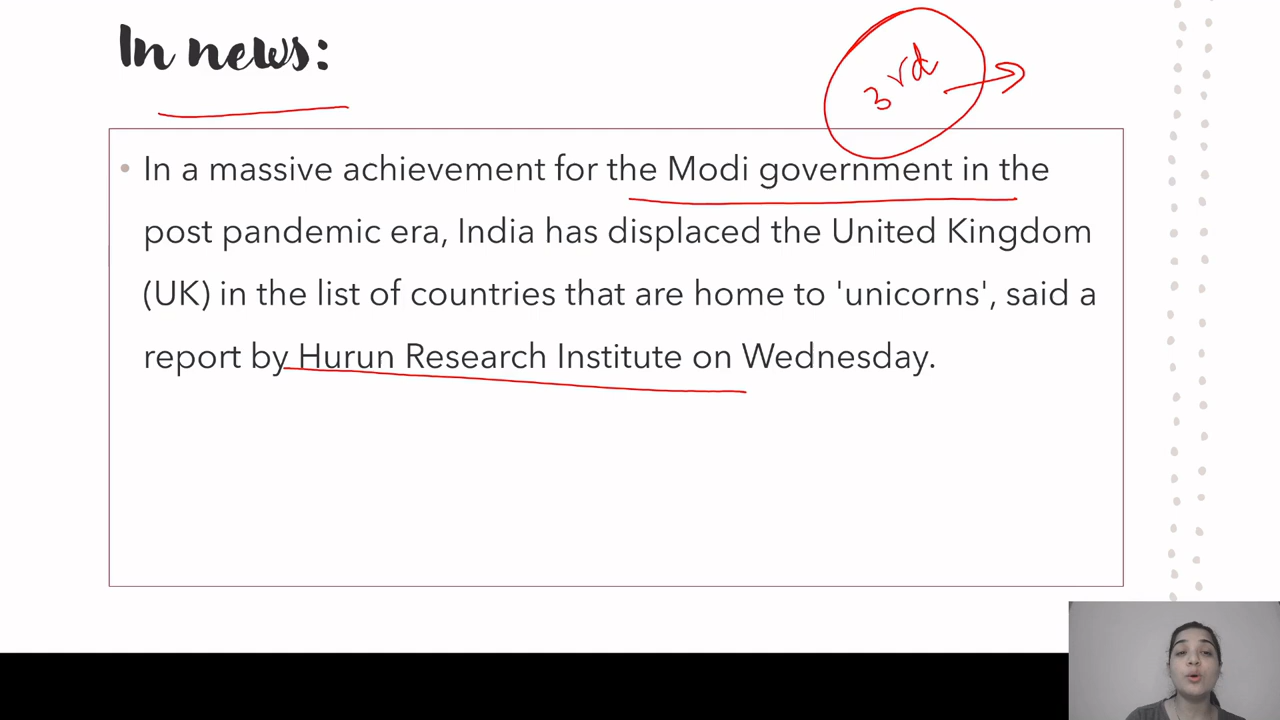 In news:
3rd
In a massive achievement for the Modi government in the
post pandemic era, India has displaced the United Kingdom
(UK) in the list of countries that are home to 'unicorns', said a
report by Hurun Research Institute on Wednesday.